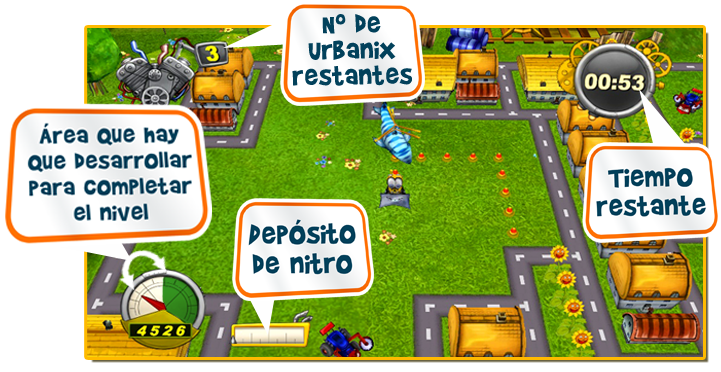 Nº de
urbanix
restantes
3
00:53
Área que hay
que desarrollar
para completar
el nivel
Tiempo
restante
Depósito
de nitro
4526